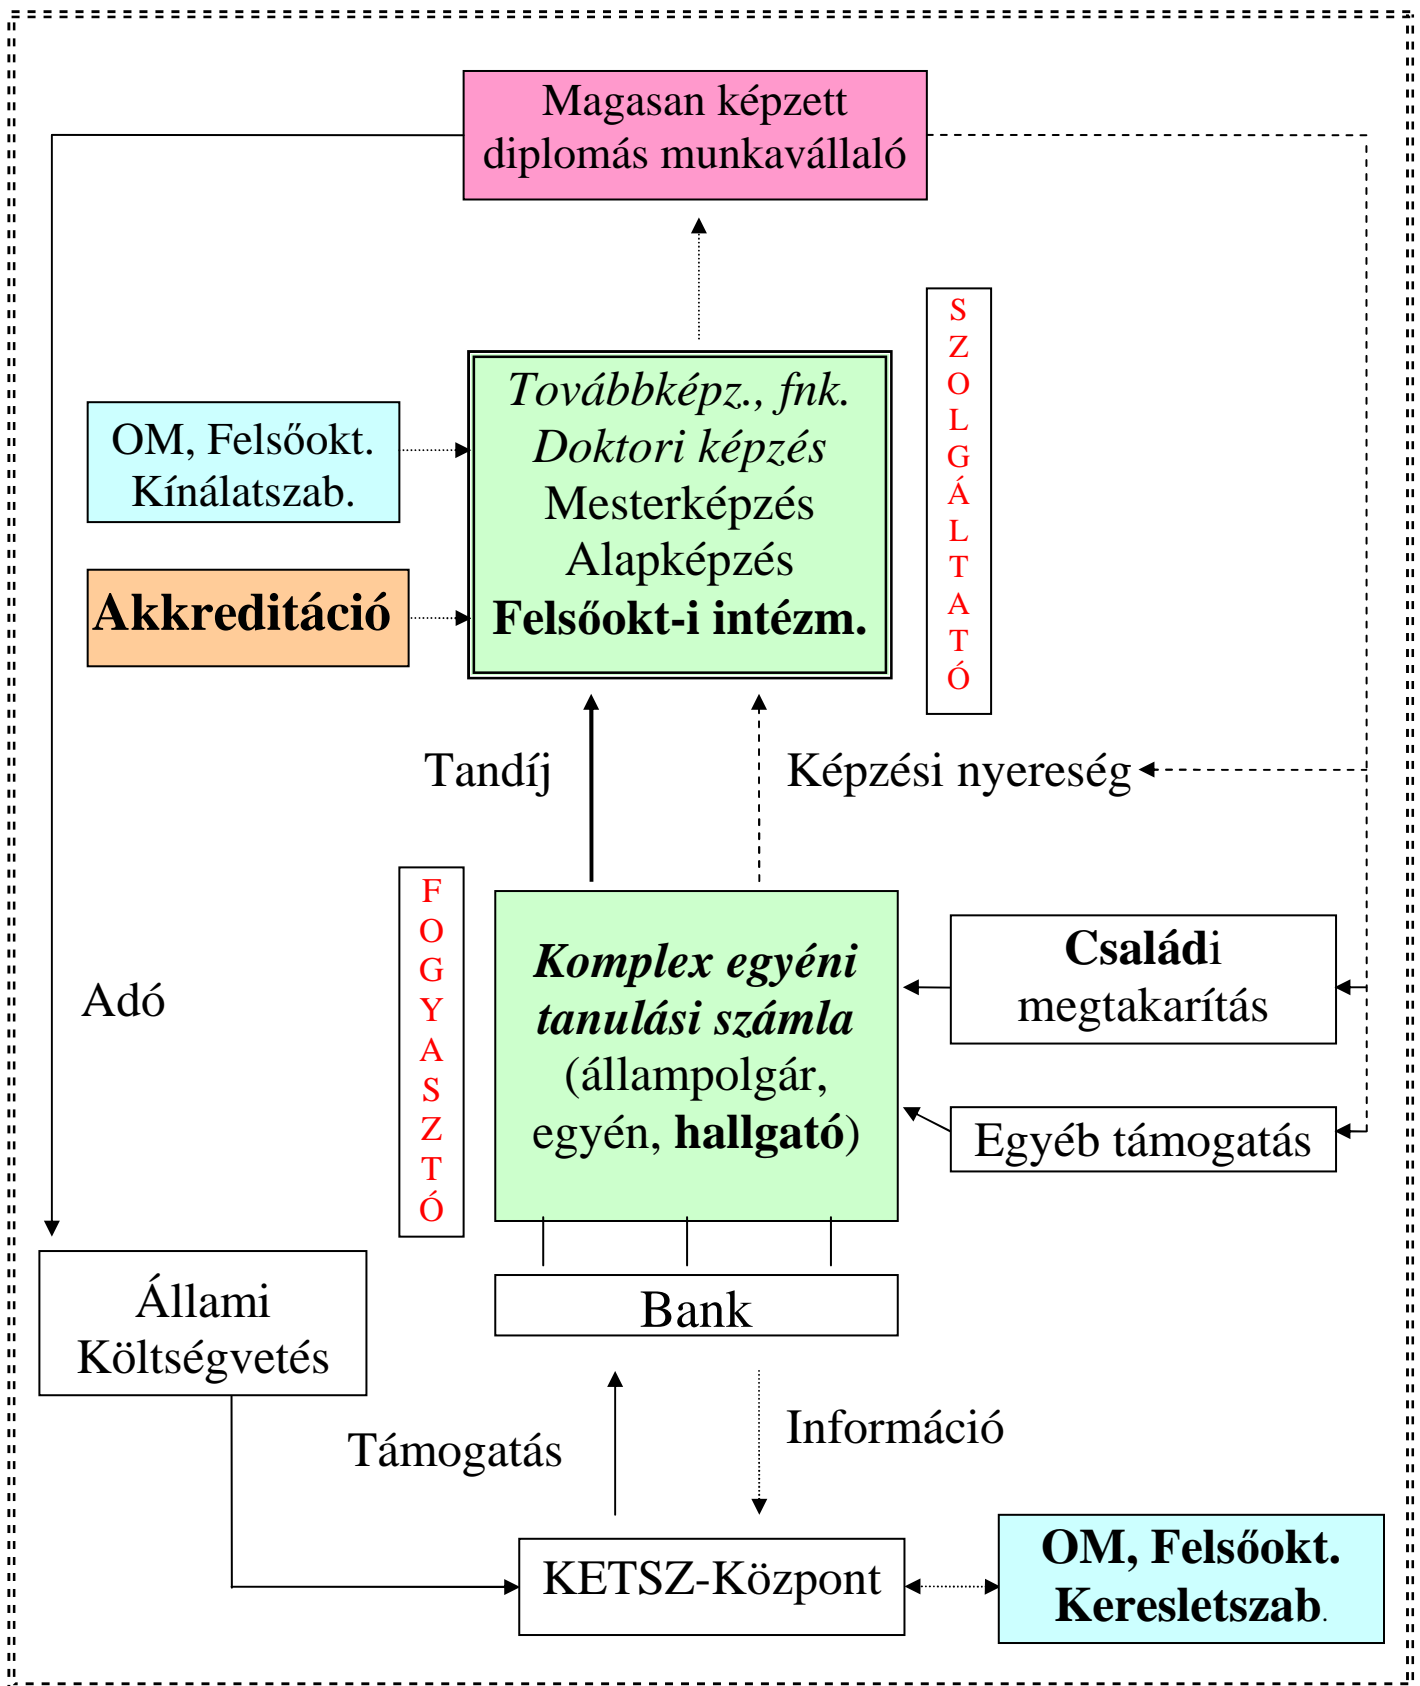 Magasan képzett
diplomás munkavállaló
SZOLGÁLTATÓ
Továbbképz., fnk.
Doktori képzés
Mesterképzés
Alapképzés
Felsőokt-i intézm.
OM, Felsőokt.
Kínálatszab.
Akkreditáció
Tandíj
Képzési nyereség
FOGYASZTÓ
Komplex egyéni
tanulási számla
(állampolgár,
egyén, hallgató)
Családi
megtakarítás
Egyéb támogatás
Adó
Állami
Költségvetés
Bank
Támogatás
Információ
KETSZ-Központ
OM, Felsőokt.
Keresletszab.